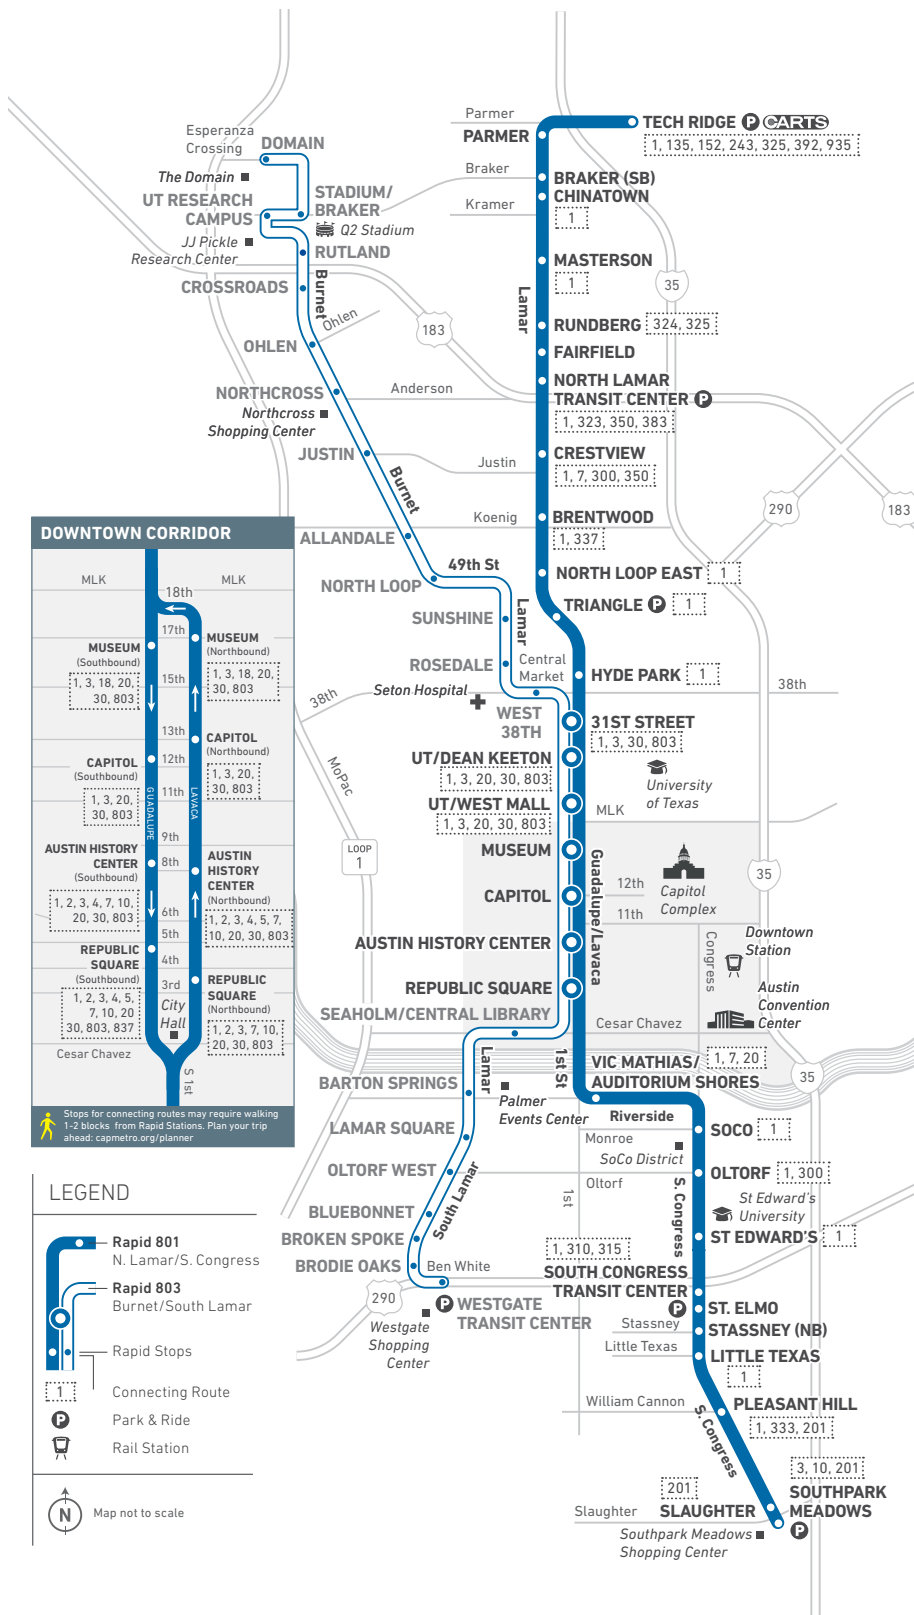 Parmer
TECH RIDGE P CARTS
PARMER
1, 135, 152, 243, 325, 392, 935
Esperanza
Crossing
DOMAIN
The Domain
Braker
BRAKER (SB)
CHINATOWN
UT RESEARCH
CAMPUS
STADIUM/
BRAKER
Kramer
1
Q2 Stadium
JJ Pickle
Research Center
RUTLAND
MASTERSON
1
CROSSROADS
Burnet
Lamar
35
RUNDBERG
324, 325
Ohlen
183
OHLEN
FAIRFIELD
NORTHCROSS
Anderson
NORTH LAMAR
TRANSIT CENTER P
1, 323, 350, 383
Northcross
Shopping Center
JUSTIN
Justin
CRESTVIEW
1, 7, 300, 350
Burnet
290
183
Koenig
BRENTWOOD
1, 337
ALLANDALE
49th St
NORTH LOOP
NORTH LOOP EAST
1
SUNSHINE
Lamar
TRIANGLE P
1
ROSEDALE
Central
Market
HYDE PARK
1
Seton Hospital
38th
38th
WEST
38TH
31ST STREET
1, 3, 30, 803
MoPac
UT/DEAN KEETON
1, 3, 20, 30, 803
University
of Texas
UT/WEST MALL
1, 3, 20, 30, 803
MLK
LOOP
1
MUSEUM
Guadalupe/Lavaca
35
12th
Capitol
Complex
CAPITOL
11th
AUSTIN HISTORY CENTER
Congress
Downtown
Station
REPUBLIC SQUARE
Austin
Convention
Center
SEAHOLM/CENTRAL LIBRARY
Cesar Chavez
Lamar
1st St
VIC MATHIAS/
AUDITORIUM SHORES
1, 7, 20
35
BARTON SPRINGS
Palmer
Events Center
Riverside
LAMAR SQUARE
Monroe
SOCO
1
SoCo District
OLTORF WEST
Oltorf
OLTORF
1, 300
South Lamar
1st
S. Congress
St Edward's
University
BLUEBONNET
BROKEN SPOKE
ST EDWARD'S
1
BRODIE OAKS
Ben White
1, 310, 315
SOUTH CONGRESS
TRANSIT CENTER
P
290
P WESTGATE
TRANSIT CENTER
ST. ELMO
Westgate
Shopping
Center
Stassney
STASSNEY (NB)
Little Texas
LITTLE TEXAS
1
William Cannon
PLEASANT HILL
1, 333, 201
S. Congress
3, 10, 201
201
SOUTHPARK
MEADOWS
P
Slaughter
SLAUGHTER
Southpark Meadows
Shopping Center
DOWNTOWN CORRIDOR
MLK
MLK
18th
17th
MUSEUM
(Southbound)
1, 3, 18, 20,
30, 803
MUSEUM
(Northbound)
1, 3, 18, 20,
30, 803
15th
13th
CAPITOL
(Southbound)
1, 3, 20,
30, 803
12th
CAPITOL
(Northbound)
1, 3, 20,
30, 803
11th
GUADALUPE
LAVACA
9th
AUSTIN HISTORY
CENTER
(Southbound)
1, 2, 3, 4, 7, 10,
20, 30, 803
8th
AUSTIN
HISTORY
CENTER
(Northbound)
1, 2, 3, 4, 5, 7,
10, 20, 30, 803
6th
5th
REPUBLIC
SQUARE
(Southbound)
1, 2, 3, 4, 5,
7, 10, 20
30, 803, 837
4th
3rd
REPUBLIC
SQUARE
(Northbound)
1, 2, 3, 7, 10,
20, 30, 803
City
Hall
Cesar Chavez
S 1st
Stops for connecting routes may require walking
1-2 blocks from Rapid Stations. Plan your trip
ahead: capmetro.org/planner
LEGEND
Rapid 801
N. Lamar/S. Congress
Rapid 803
Burnet/South Lamar
Rapid Stops
1
Connecting Route
P
Park & Ride
Rail Station
N
Map not to scale